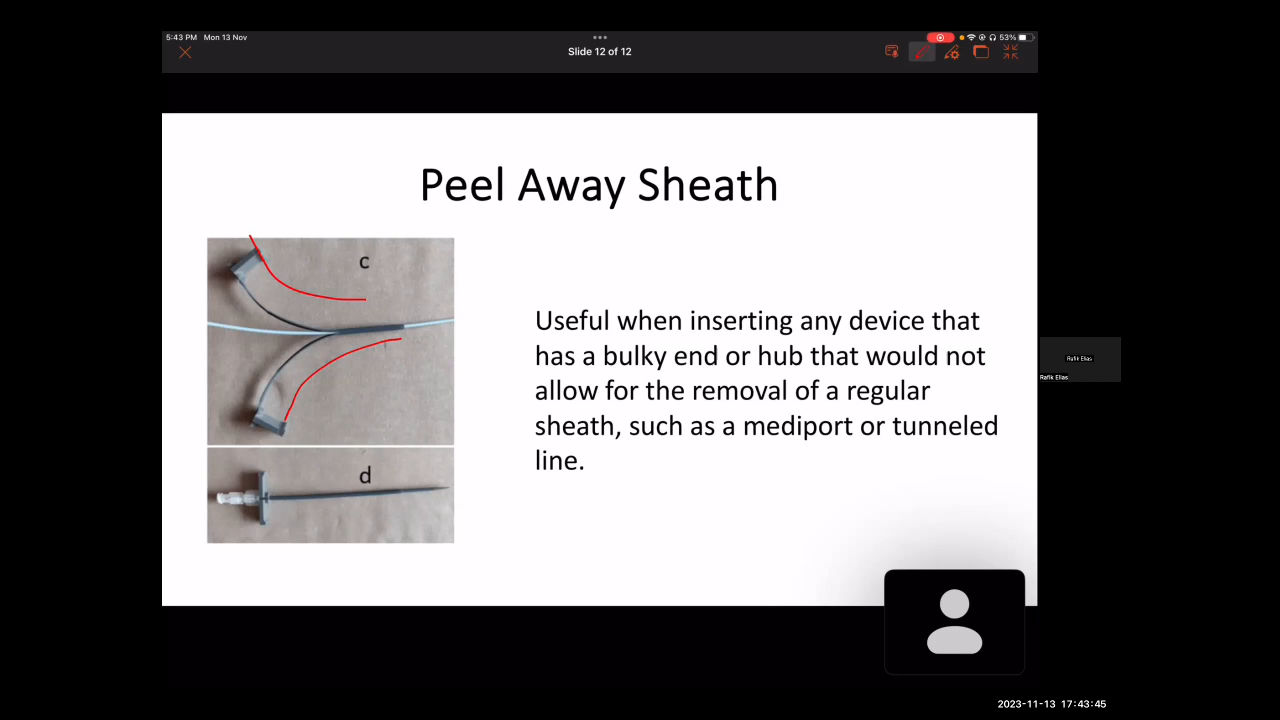 5:43 PM Mon 13 Nov
53%
Slide 12 of 12
Peel Away Sheath
c
d
Useful when inserting any device that
has a bulky end or hub that would not
allow for the removal of a regular
sheath, such as a mediport or tunneled
line.
Rafik Elias
Rafik Elias
2023-11-13 17:43:45